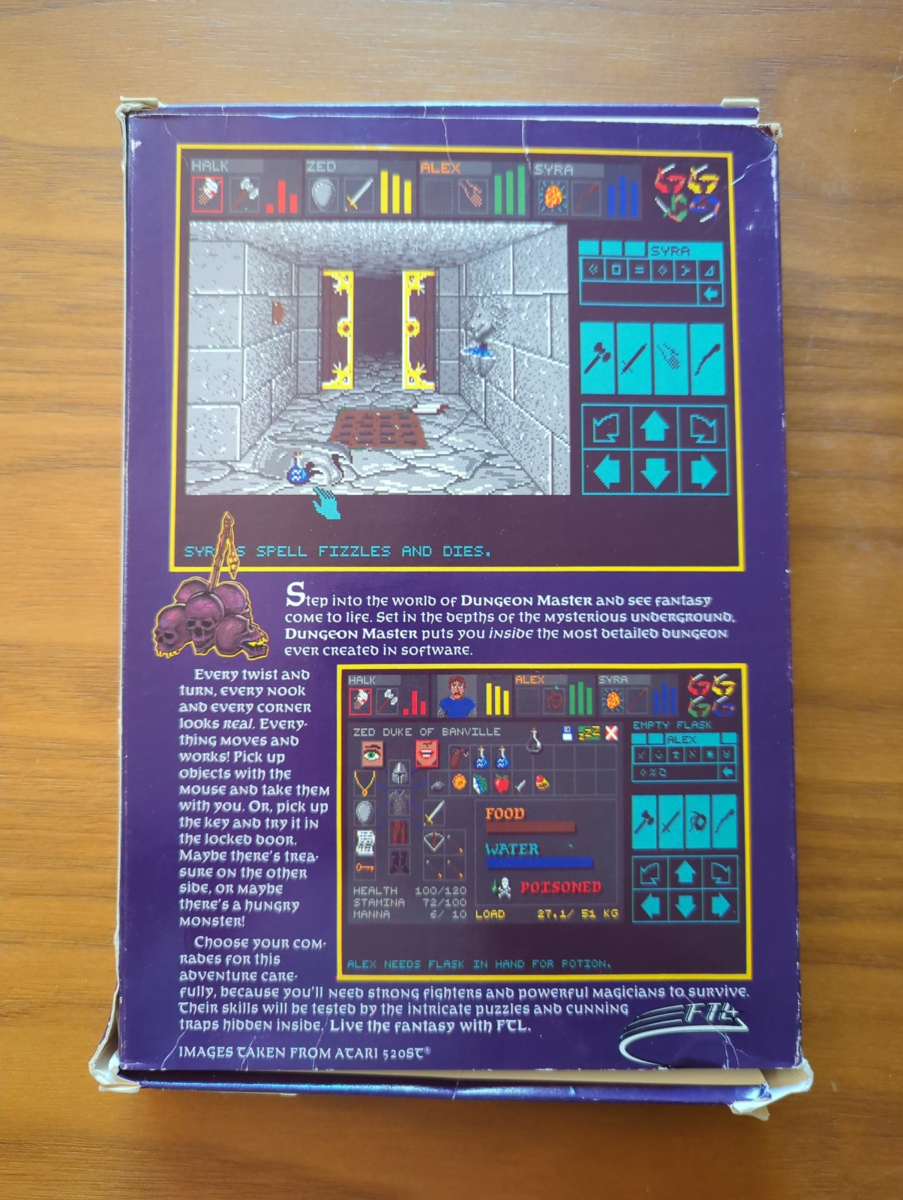 HALK ZED ALEX SYRA
SYRA
SYRA'S SPELL FIZZLES AND DIES.
Step into the world of Dungeon Master and see fantasy
come to life. Set in the depths of the mysterious underground,
Dungeon Master puts you inside the most detailed dungeon
ever created in software.
Every twist and
turn, every nook
and every corner
looks real. Every-
thing moves and
works! Pick up
objects with the
mouse and take them
with you. Or, pick up
the key and try it in
the locked door.
Maybe there's trea-
sure on the other
side, or maybe
there's a hungry
monster!
Choose your com-
rades for this
adventure care-
fully, because you'll need strong fighters and powerful magicians to survive.
Their skills will be tested by the intricate puzzles and cunning
traps hidden inside. Live the fantasy with FTL.
HALK ALEX SYRA
EMPTY FLASK
ZED DUKE OF BANVILLE
ALEX
FOOD
WATER
POISONED
HEALTH 100/120
STAMINA 72/100
MANNA 6/ 10 LOAD 27.1/ 51 KG
ALEX NEEDS FLASK IN HAND FOR POTION.
FTL
IMAGES TAKEN FROM ATARI 520ST®